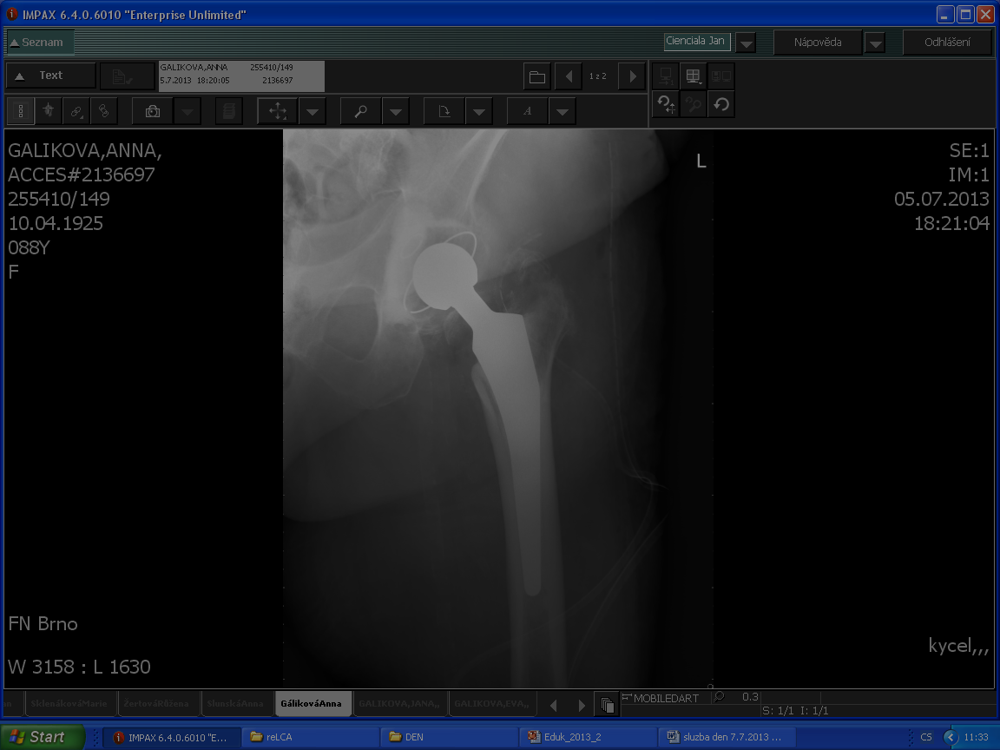 IMPAX 6.4.0.6010 "Enterprise Unlimited"
Seznam
Cienciala Jan
Nápověda
Odhlášení
Text
GALIKOVA,ANNA 255410/149
5.7.2013 18:20:05 2136697
1 z 2
A
GALIKOVA,ANNA,
ACCES#2136697
255410/149
10.04.1925
088Y
F
L
SE:1
IM:1
05.07.2013
18:21:04
FN Brno
W 3158 : L 1630
kycel,,,
SklenákováMarie
ŽertováRůžena
SlunskáAnna
GálikováAnna
GALIKOVA,JANA,,
GALIKOVA,EVA,,
MOBILEDART
0.3
S: 1/1 I: 1/1
Start
IMPAX 6.4.0.6010 "E...
reLCA
DEN
Eduk_2013_2
sluzba den 7.7.2013 ...
CS
11:33